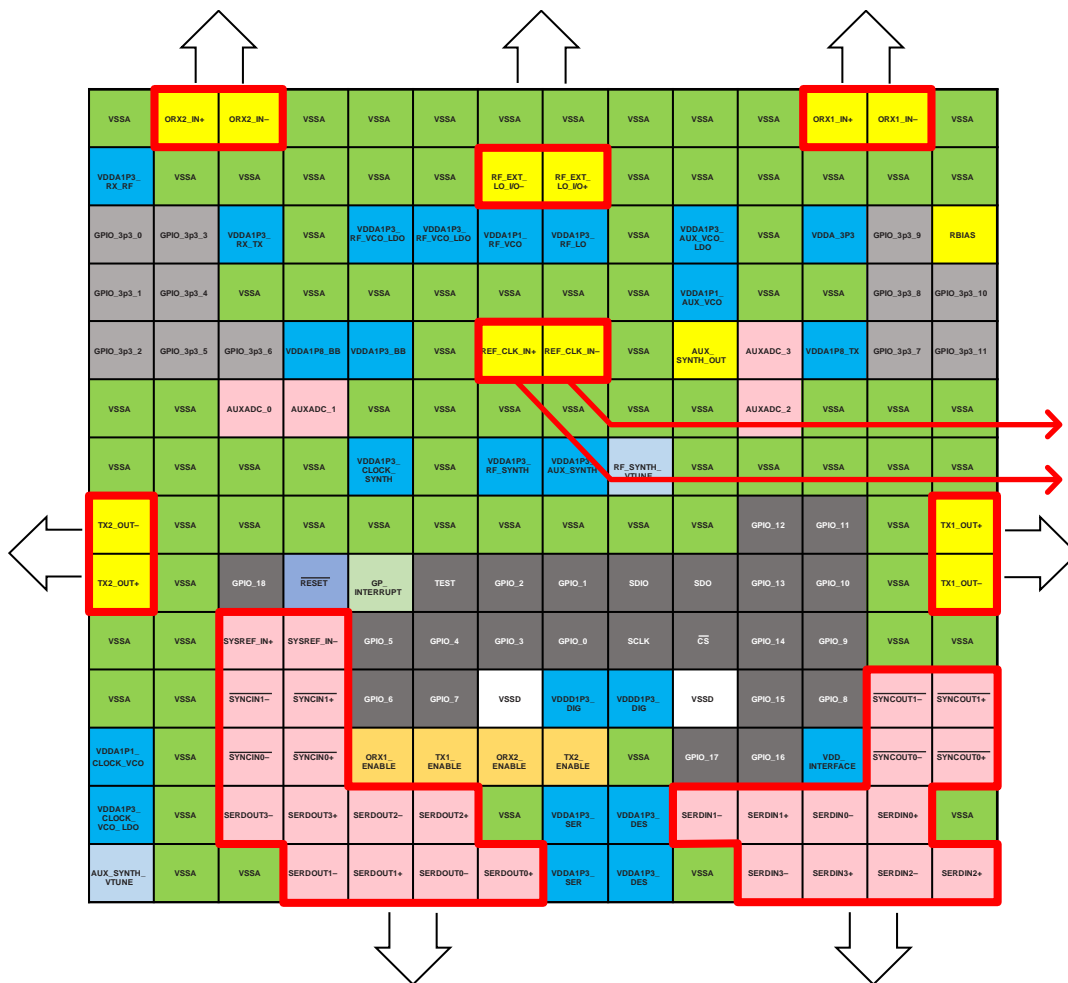 VSSA ORX2_IN+ ORX2_IN− VSSA VSSA VSSA VSSA VSSA VSSA VSSA VSSA ORX1_IN+ ORX1_IN− VSSA
VDDA1P3_ RX_RF VSSA VSSA VSSA VSSA VSSA RF_EXT_ LO_I/O− RF_EXT_ LO_I/O+ VSSA VSSA VSSA VSSA VSSA VSSA
GPIO_3p3_0 GPIO_3p3_3 VDDA1P3_ RX_TX VSSA VDDA1P3_ RF_VCO_LDO VDDA1P3_ RF_VCO_LDO VDDA1P1_ RF_VCO VDDA1P3_ RF_LO VSSA VDDA1P3_ AUX_VCO_ LDO VSSA VDDA_3P3 GPIO_3p3_9 RBIAS
GPIO_3p3_1 GPIO_3p3_4 VSSA VSSA VSSA VSSA VSSA VSSA VSSA VDDA1P1_ AUX_VCO VSSA VSSA GPIO_3p3_8 GPIO_3p3_10
GPIO_3p3_2 GPIO_3p3_5 GPIO_3p3_6 VDDA1P8_BB VDDA1P3_BB VSSA REF_CLK_IN+ REF_CLK_IN− VSSA AUX_ SYNTH_OUT AUXADC_3 VDDA1P8_TX GPIO_3p3_7 GPIO_3p3_11
VSSA VSSA AUXADC_0 AUXADC_1 VSSA VSSA VSSA VSSA VSSA VSSA AUXADC_2 VSSA VSSA VSSA
VSSA VSSA VSSA VSSA VDDA1P3_ CLOCK_ SYNTH VSSA VDDA1P3_ RF_SYNTH VDDA1P3_ AUX_SYNTH RF_SYNTH_ VTUNE VSSA VSSA VSSA VSSA VSSA
TX2_OUT− VSSA VSSA VSSA VSSA VSSA VSSA VSSA VSSA VSSA GPIO_12 GPIO_11 VSSA TX1_OUT+
TX2_OUT+ VSSA GPIO_18 RESET GP_ INTERRUPT TEST GPIO_2 GPIO_1 SDIO SDO GPIO_13 GPIO_10 VSSA TX1_OUT−
VSSA VSSA SYSREF_IN+ SYSREF_IN− GPIO_5 GPIO_4 GPIO_3 GPIO_0 SCLK CS GPIO_14 GPIO_9 VSSA VSSA
VSSA VSSA SYNCIN1− SYNCIN1+ GPIO_6 GPIO_7 VSSD VDDD1P3_ DIG VDDD1P3_ DIG VSSD GPIO_15 GPIO_8 SYNCOUT1− SYNCOUT1+
VDDA1P1_ CLOCK_VCO VSSA SYNCIN0− SYNCIN0+ ORX1_ ENABLE TX1_ ENABLE ORX2_ ENABLE TX2_ ENABLE VSSA GPIO_17 GPIO_16 VDD_ INTERFACE SYNCOUT0− SYNCOUT0+
VDDA1P3_ CLOCK_ VCO_LDO VSSA SERDOUT3− SERDOUT3+ SERDOUT2− SERDOUT2+ VSSA VDDA1P3_ SER VDDA1P3_ DES SERDIN1− SERDIN1+ SERDIN0− SERDIN0+ VSSA
AUX_SYNTH_ VTUNE VSSA VSSA SERDOUT1− SERDOUT1+ SERDOUT0− SERDOUT0+ VDDA1P3_ SER VDDA1P3_ DES VSSA SERDIN3− SERDIN3+ SERDIN2− SERDIN2+